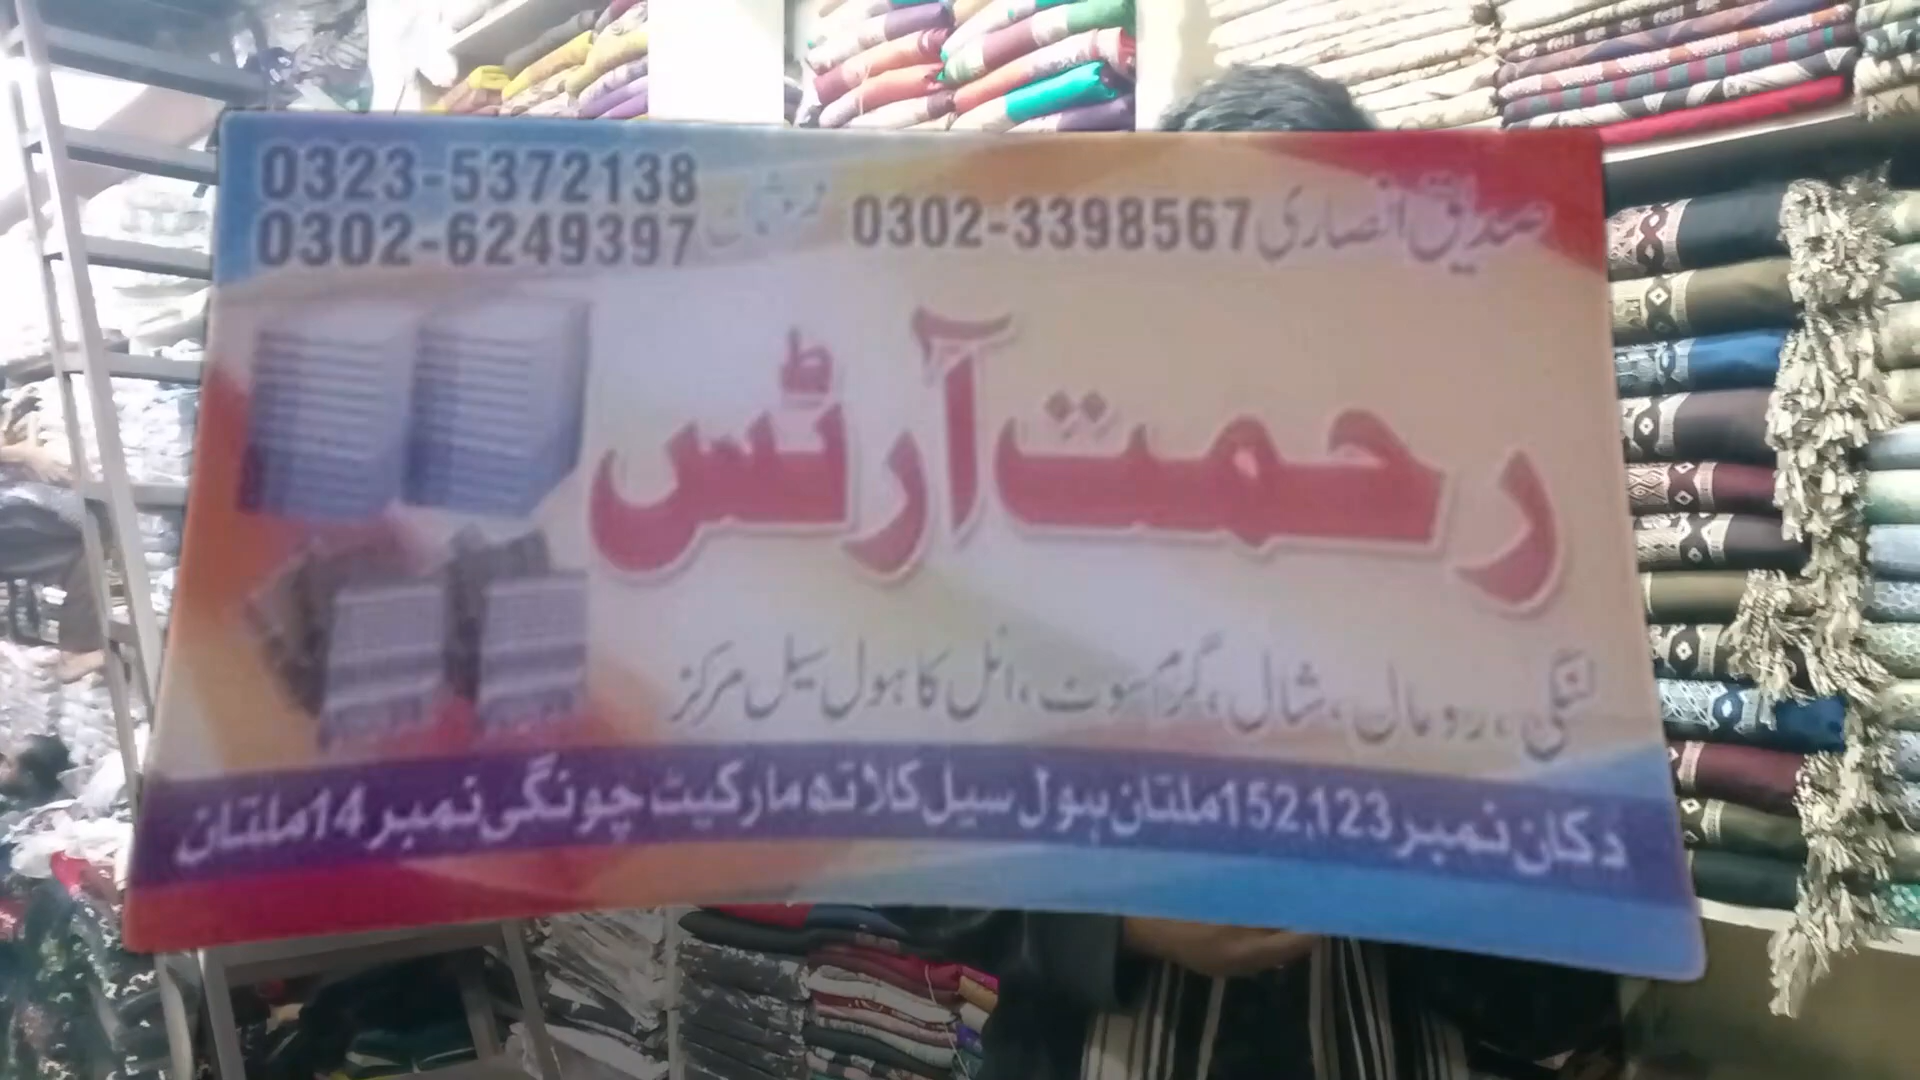 صدیق انصاری 0302-3398567
0323-5372138
0302-6249397
رحمت آرٹس
لنگی، رومال، شال، گرم سوٹ، انل کا ہول سیل مرکز
دکان نمبر 152,123 ملتان ہول سیل کلاتھ مارکیٹ چونگی نمبر 14 ملتان